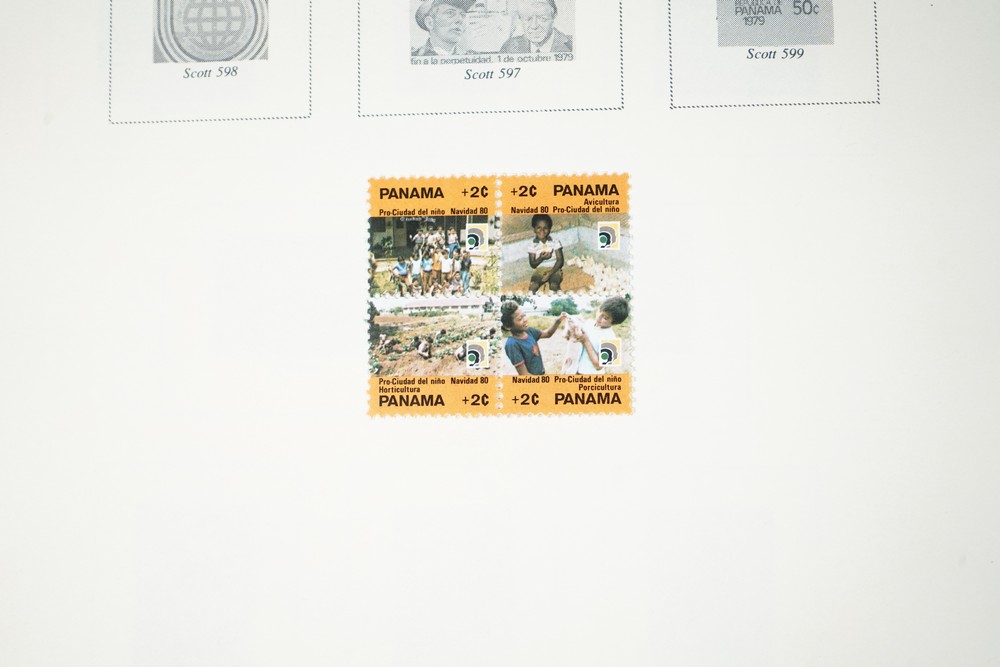 Scott 598
fin a la perpetuidad. 1 de octubre 1979
Scott 597
REPUBLICA DE
PANAMA 50¢
1979
Scott 599
PANAMA +2¢
Pro-Ciudad del niño Navidad 80
+2¢ PANAMA
Avicultura
Navidad 80 Pro-Ciudad del niño
Pro-Ciudad del niño Navidad 80
Horticultura
PANAMA +2¢
Navidad 80 Pro-Ciudad del niño
Porcicultura
+2¢ PANAMA